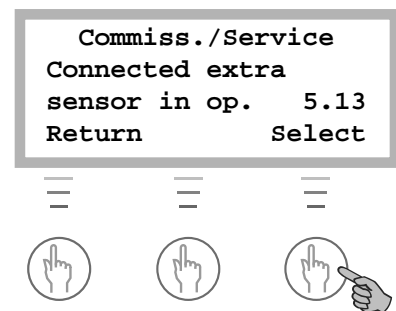 Commiss./Service
Connected extra
sensor in op. 5.13
Return Select